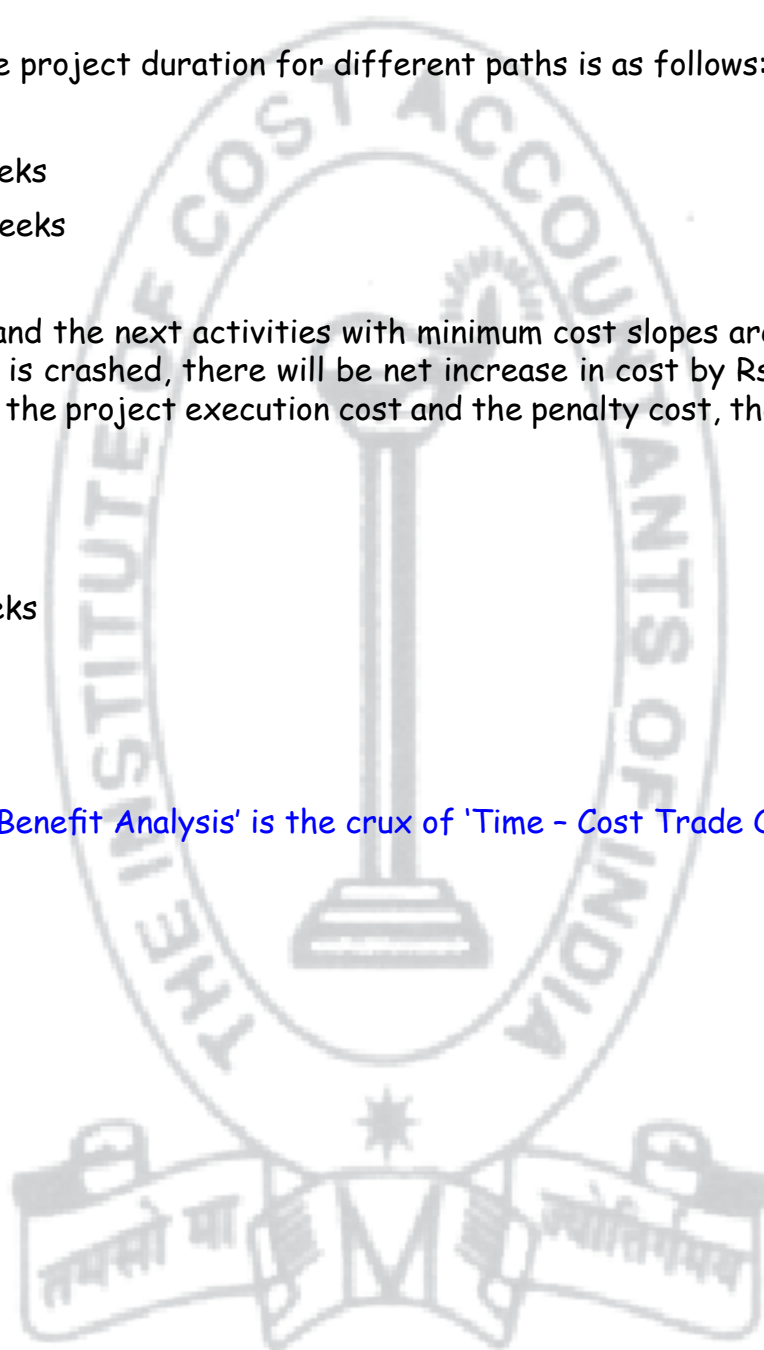 e project duration for different paths is as follows:
eeks
eeks
and the next activities with minimum cost slopes are
is crashed, there will be net increase in cost by Rs
the project execution cost and the penalty cost, the
eks
Benefit Analysis’ is the crux of ‘Time – Cost Trade O
THE INSTITUTE OF COST ACCOUNTANTS OF INDIA
तमसो मा
ज्योतिर्गमय